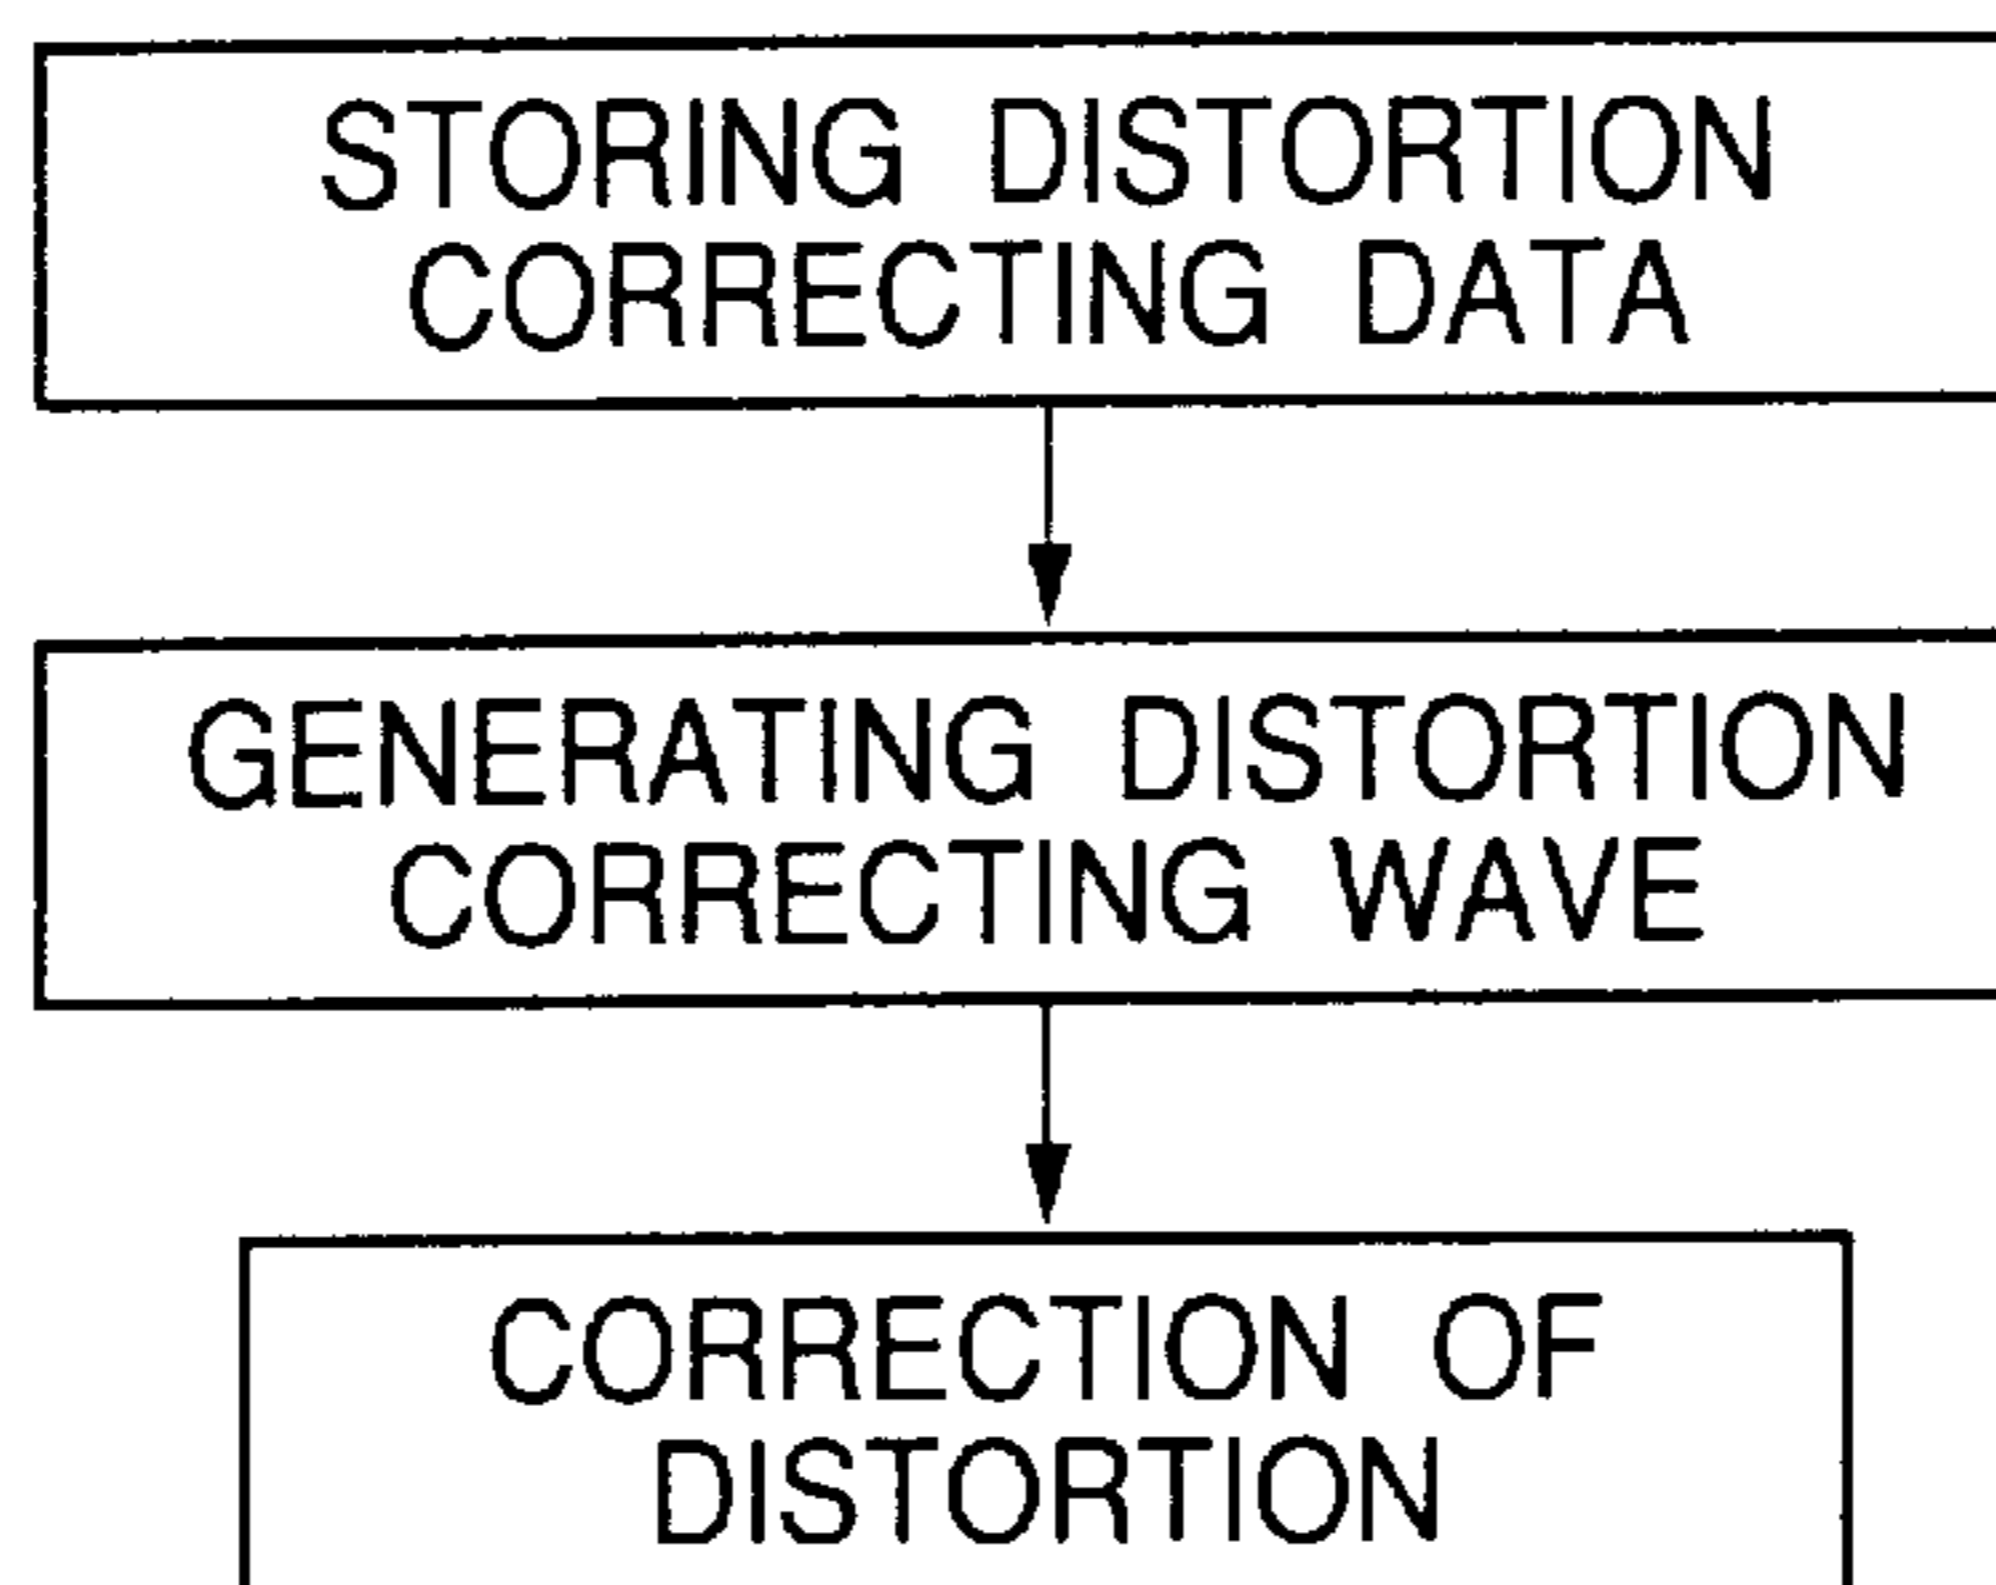 STORING DISTORTION
CORRECTING DATA
GENERATING DISTORTION
CORRECTING WAVE
CORRECTION OF
DISTORTION